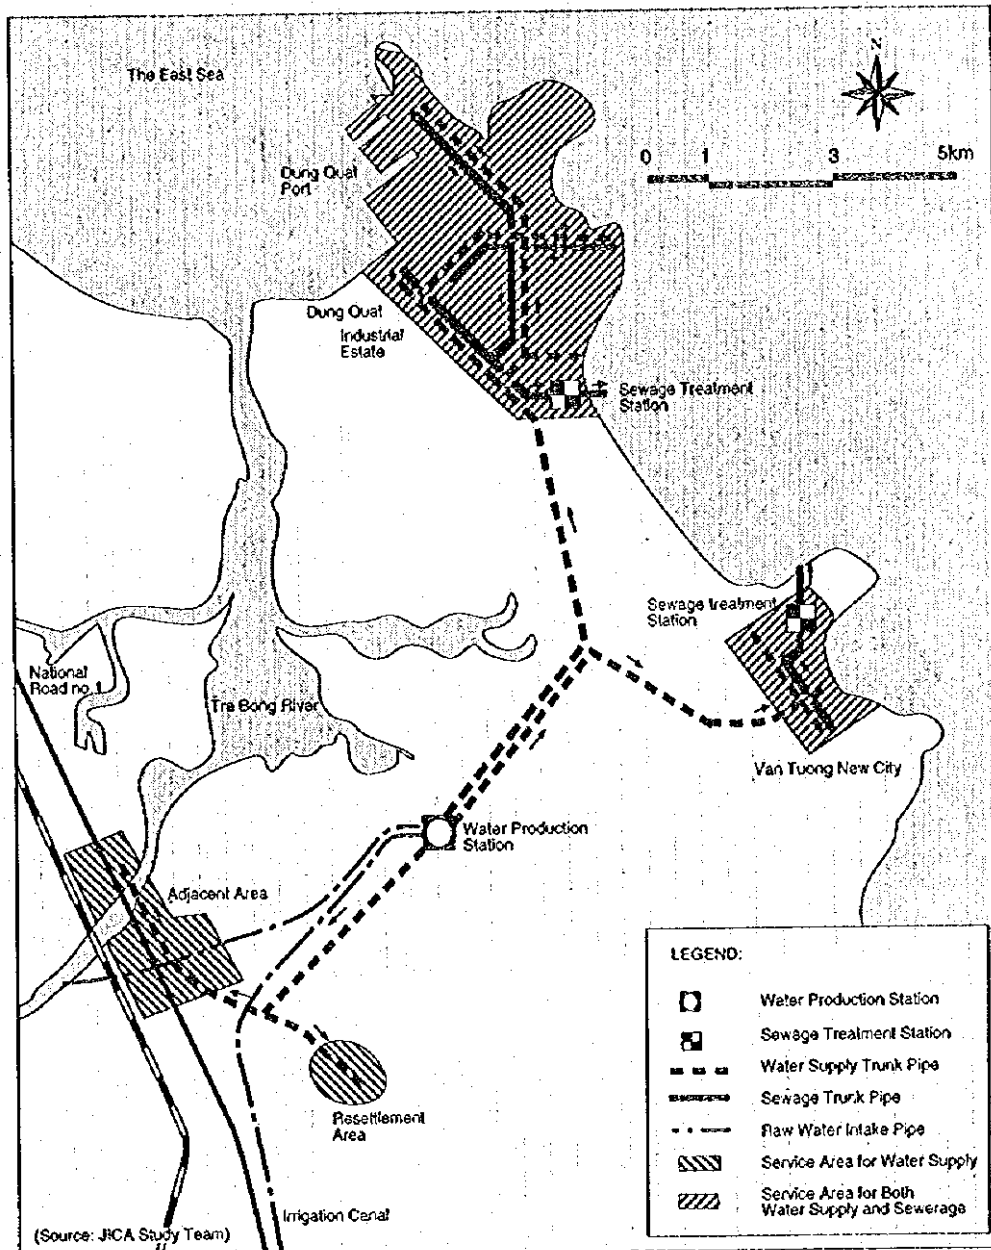 The East Sea
N
0 1 3 5km
Dung Quat
Port
Dung Quat
Industrial
Estate
Sewage Treatment
Station
Sewage treatment
Station
National
Road no.1
Tra Bong River
Van Tuong New City
Water Production
Station
Adjacent Area
Resettlement
Area
Irrigation Canal
(Source: JICA Study Team)
LEGEND:
Water Production Station
Sewage Treatment Station
Water Supply Trunk Pipe
Sewage Trunk Pipe
Raw Water Intake Pipe
Service Area for Water Supply
Service Area for Both
Water Supply and Sewerage